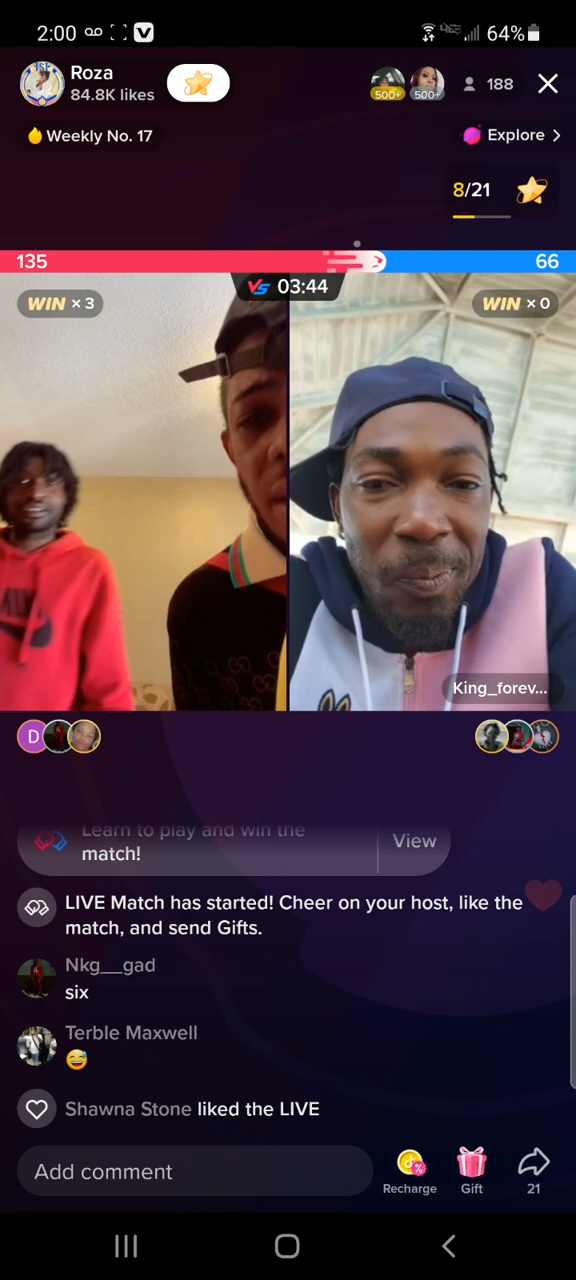 2:00
64%
Roza
84.8K likes
500+
500+
188
Weekly No. 17
Explore >
8/21
135
66
WIN × 3
VS 03:44
WIN × 0
King_forev...
D
Learn to play and win the
match!
View
LIVE Match has started! Cheer on your host, like the
match, and send Gifts.
Nkg__gad
six
Terble Maxwell
😅
Shawna Stone liked the LIVE
Add comment
Recharge
Gift
21